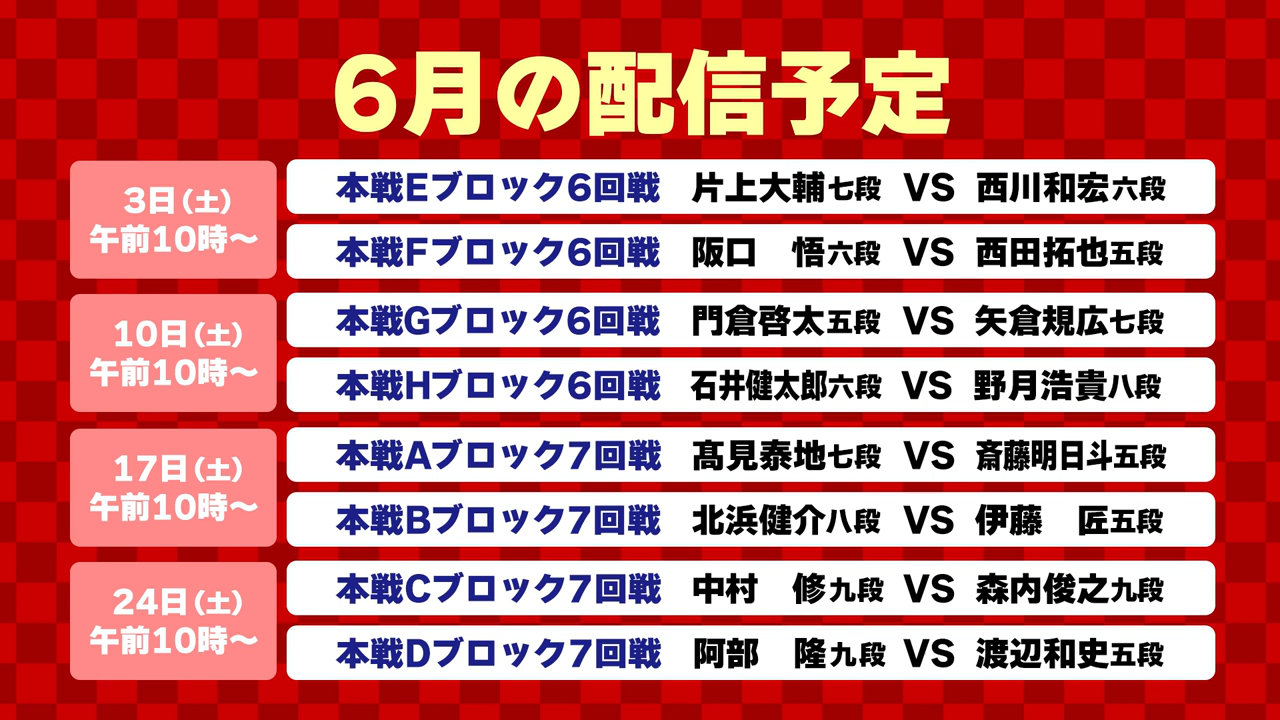 6月の配信予定
3日(土)
午前10時〜
本戦Eブロック6回戦 片上大輔七段 VS 西川和宏六段
本戦Fブロック6回戦 阪口 悟六段 VS 西田拓也五段
10日(土)
午前10時〜
本戦Gブロック6回戦 門倉啓太五段 VS 矢倉規広七段
本戦Hブロック6回戦 石井健太郎六段 VS 野月浩貴八段
17日(土)
午前10時〜
本戦Aブロック7回戦 髙見泰地七段 VS 斎藤明日斗五段
本戦Bブロック7回戦 北浜健介八段 VS 伊藤 匠五段
24日(土)
午前10時〜
本戦Cブロック7回戦 中村 修九段 VS 森内俊之九段
本戦Dブロック7回戦 阿部 隆九段 VS 渡辺和史五段